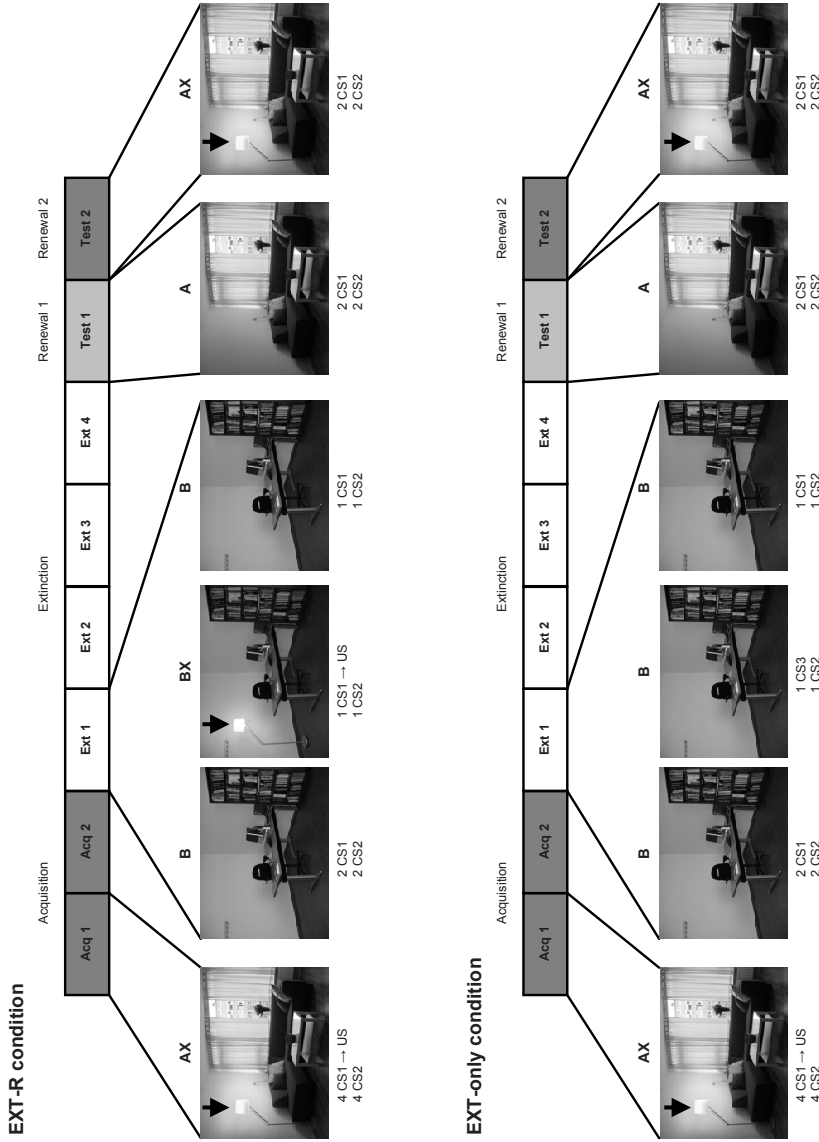 EXT-R condition
Acquisition
Extinction
Renewal 1
Renewal 2
Acq 1
Acq 2
Ext 1
Ext 2
Ext 3
Ext 4
Test 1
Test 2
AX
B
BX
B
A
AX
4 CS1 → US
4 CS2
2 CS1
2 CS2
1 CS1 → US
1 CS2
1 CS1
1 CS2
2 CS1
2 CS2
2 CS1
2 CS2
EXT-only condition
Acquisition
Extinction
Renewal 1
Renewal 2
Acq 1
Acq 2
Ext 1
Ext 2
Ext 3
Ext 4
Test 1
Test 2
AX
B
B
B
A
AX
4 CS1 → US
4 CS2
2 CS1
2 CS2
1 CS3
1 CS2
1 CS1
1 CS2
2 CS1
2 CS2
2 CS1
2 CS2